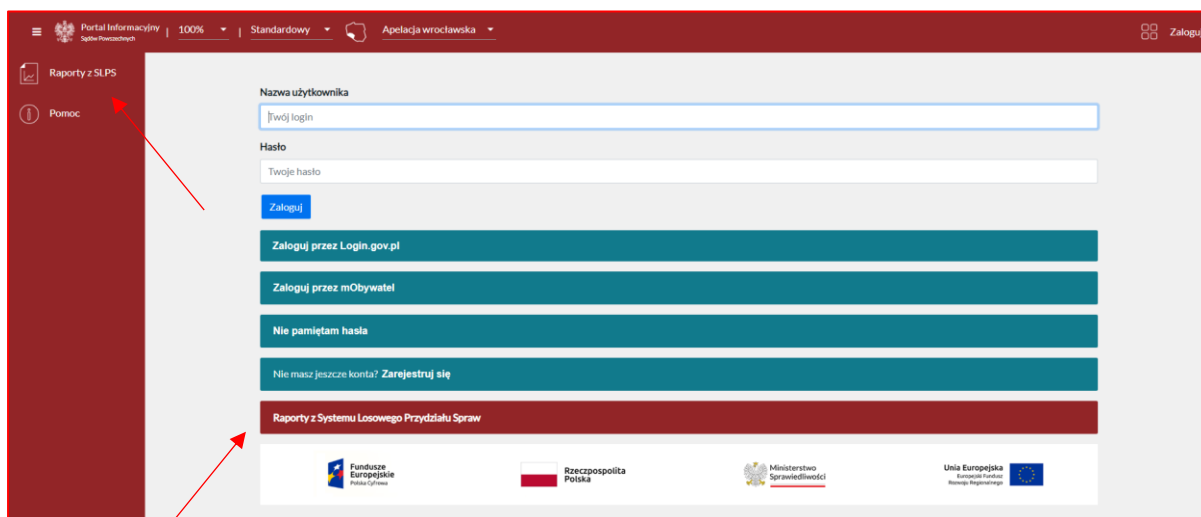 Portal Informacyjny
Sądów Powszechnych
| 100% | Standardowy Apelacja wrocławska
Zaloguj
Raporty z SLPS
Pomoc
Nazwa użytkownika
Twój login
Hasło
Twoje hasło
Zaloguj
Zaloguj przez Login.gov.pl
Zaloguj przez mObywatel
Nie pamiętam hasła
Nie masz jeszcze konta? Zarejestruj się
Raporty z Systemu Losowego Przydziału Spraw
Fundusze
Europejskie
Polska Cyfrowa
Rzeczpospolita
Polska
Ministerstwo
Sprawiedliwości
Unia Europejska
Europejski Fundusz
Rozwoju Regionalnego